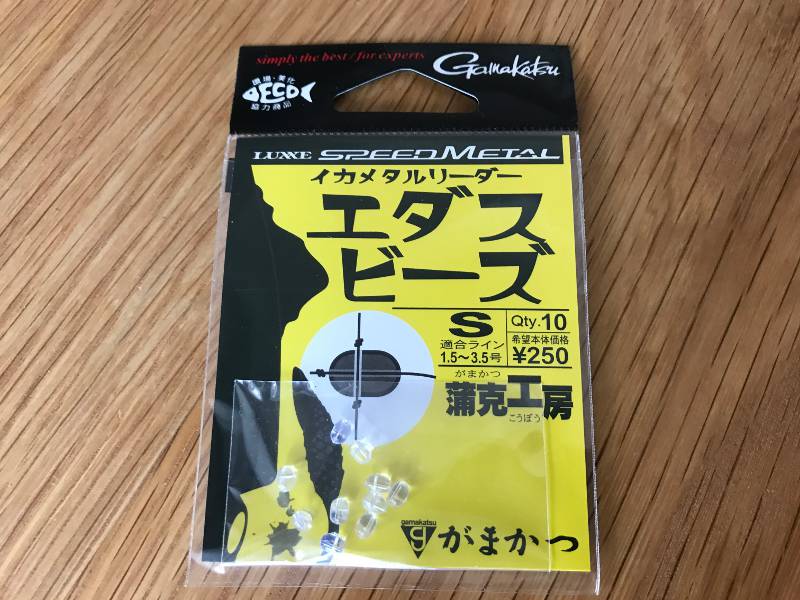 simply the best / for experts
Gamakatsu
環境・美化
ECO
協力商品
LUXXE SPEED METAL
イカメタルリーダー
エダス
ビーズ
S
適合ライン
1.5〜3.5号
Qty.10
希望本体価格
¥250
がまかつ
蒲克工房
こうぼう
gamakatsu
g
がまかつ